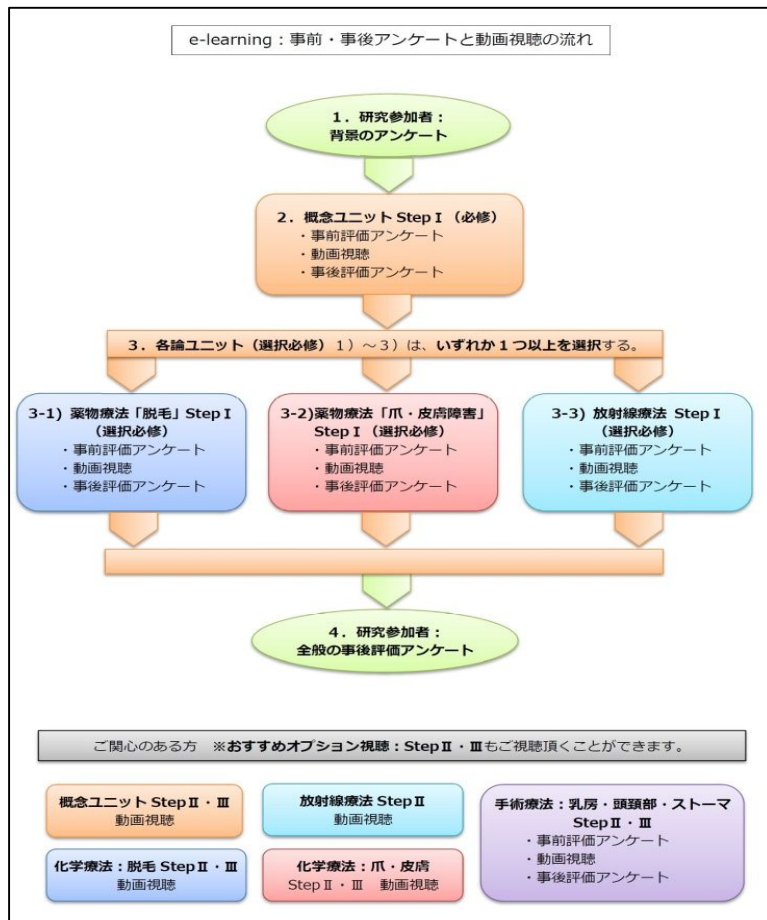 e-learning：事前・事後アンケートと動画視聴の流れ
1．研究参加者：
背景のアンケート
2．概念ユニット StepⅠ（必修）
・事前評価アンケート
・動画視聴
・事後評価アンケート
3．各論ユニット（選択必修）1）～3）は、いずれか１つ以上を選択する。
3-1) 薬物療法「脱毛」StepⅠ
（選択必修）
・事前評価アンケート
・動画視聴
・事後評価アンケート
3-2)薬物療法「爪・皮膚障害」
StepⅠ（選択必修）
・事前評価アンケート
・動画視聴
・事後評価アンケート
3-3) 放射線療法 StepⅠ
（選択必修）
・事前評価アンケート
・動画視聴
・事後評価アンケート
4．研究参加者：
全般の事後評価アンケート
ご関心のある方　※おすすめオプション視聴：StepⅡ・Ⅲもご視聴頂くことができます。
概念ユニット StepⅡ・Ⅲ
動画視聴
放射線療法 StepⅡ
動画視聴
手術療法：乳房・頭頚部・ストーマ
StepⅡ・Ⅲ
・事前評価アンケート
・動画視聴
・事後評価アンケート
化学療法：脱毛 StepⅡ・Ⅲ
動画視聴
化学療法：爪・皮膚
StepⅡ・Ⅲ　動画視聴